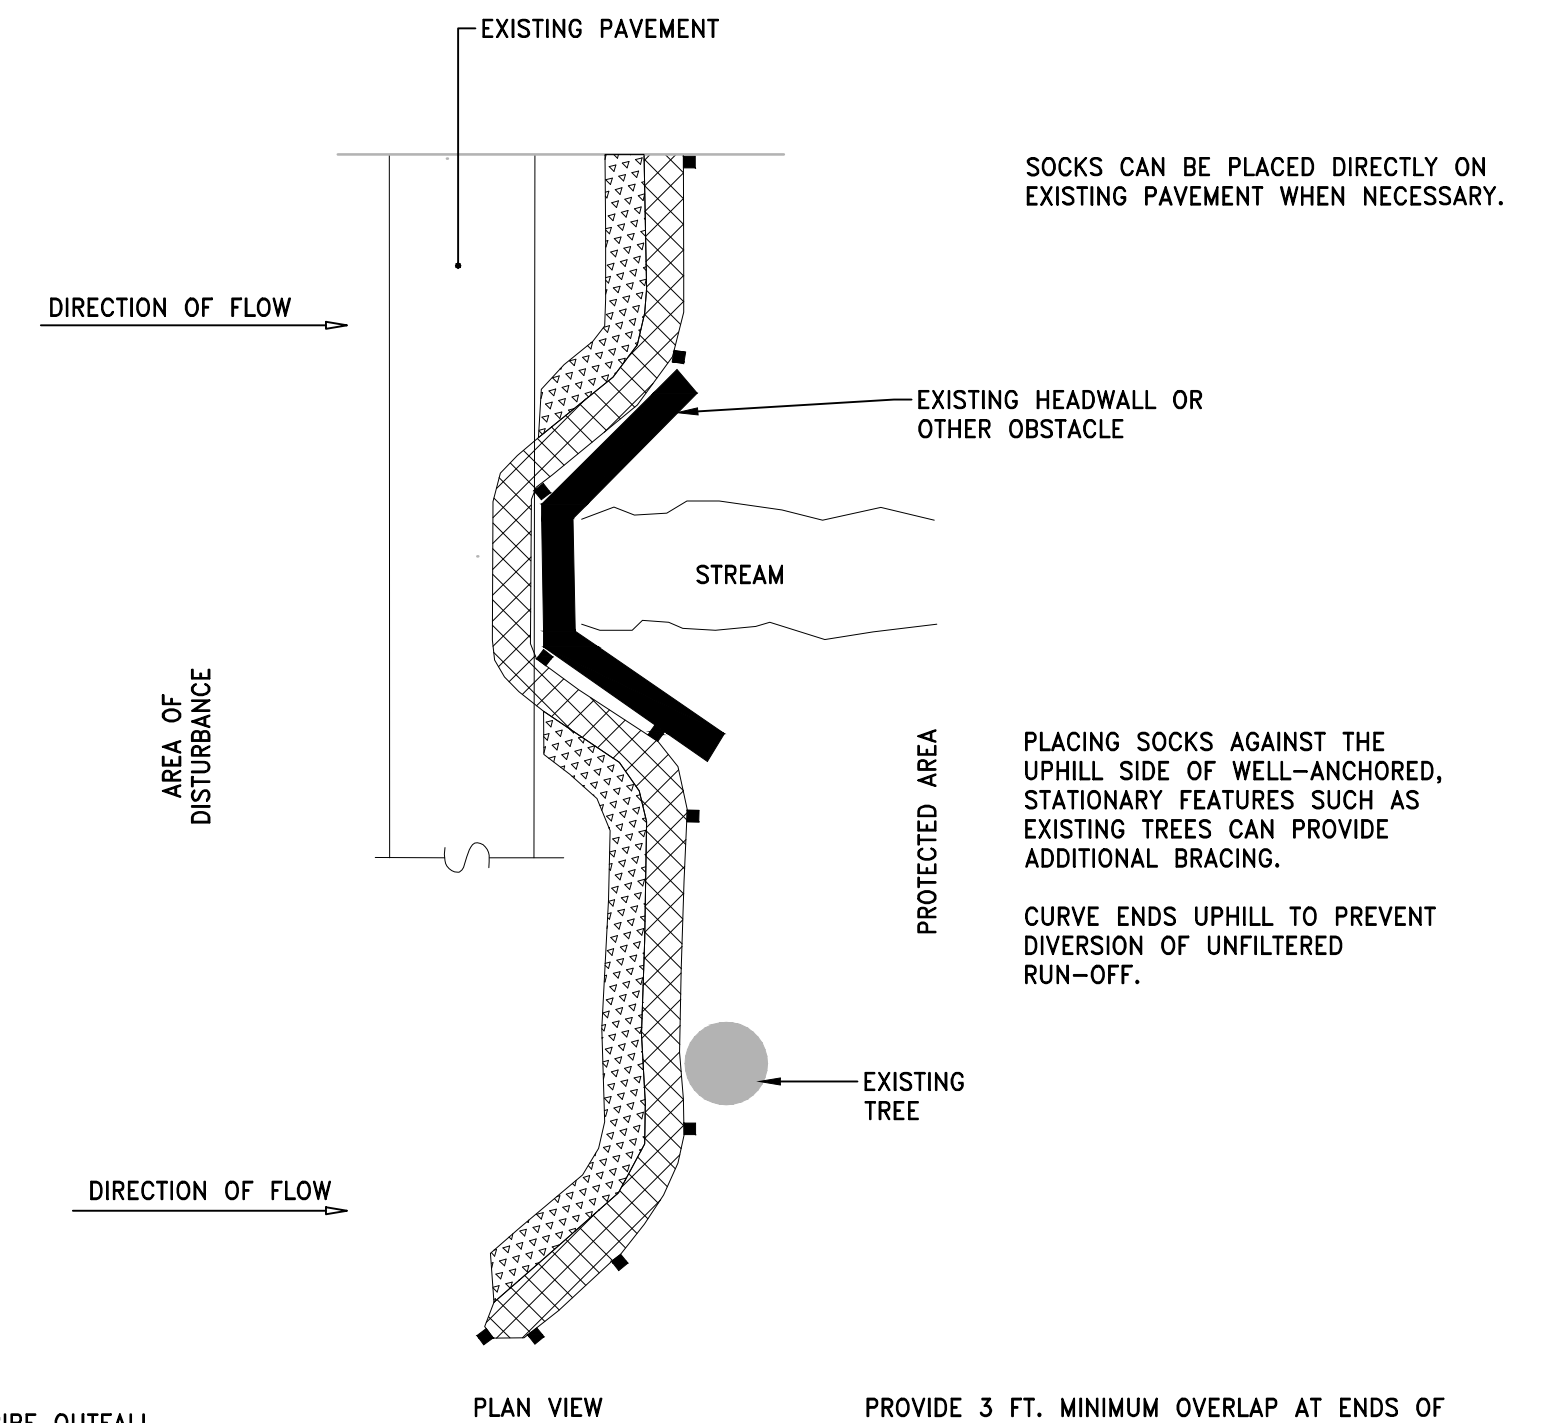 EXISTING PAVEMENT
SOCKS CAN BE PLACED DIRECTLY ON
EXISTING PAVEMENT WHEN NECESSARY.
DIRECTION OF FLOW
EXISTING HEADWALL OR
OTHER OBSTACLE
STREAM
AREA OF
DISTURBANCE
PROTECTED AREA
PLACING SOCKS AGAINST THE
UPHILL SIDE OF WELL-ANCHORED,
STATIONARY FEATURES SUCH AS
EXISTING TREES CAN PROVIDE
ADDITIONAL BRACING.
CURVE ENDS UPHILL TO PREVENT
DIVERSION OF UNFILTERED
RUN-OFF.
EXISTING
TREE
DIRECTION OF FLOW
PLAN VIEW
PROVIDE 3 FT. MINIMUM OVERLAP AT ENDS OF